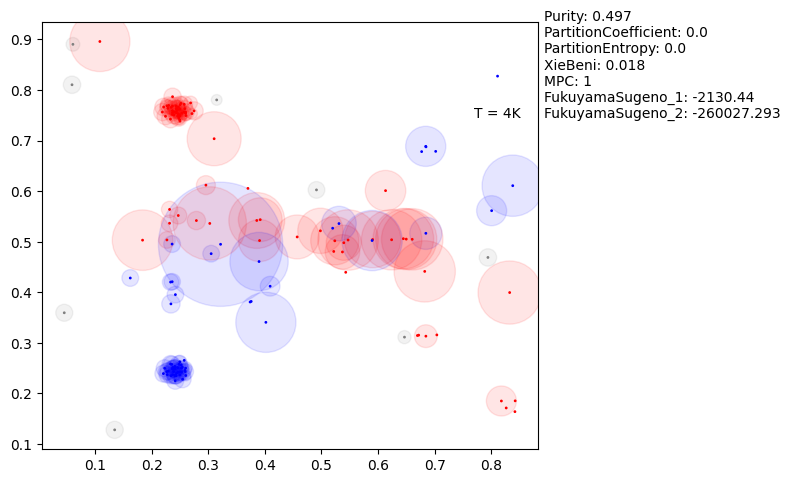 Purity: 0.497
PartitionCoefficient: 0.0
PartitionEntropy: 0.0
XieBeni: 0.018
MPC: 1
FukuyamaSugeno_1: -2130.44
FukuyamaSugeno_2: -260027.293
T = 4K
0.9
0.8
0.7
0.6
0.5
0.4
0.3
0.2
0.1
0.1 0.2 0.3 0.4 0.5 0.6 0.7 0.8